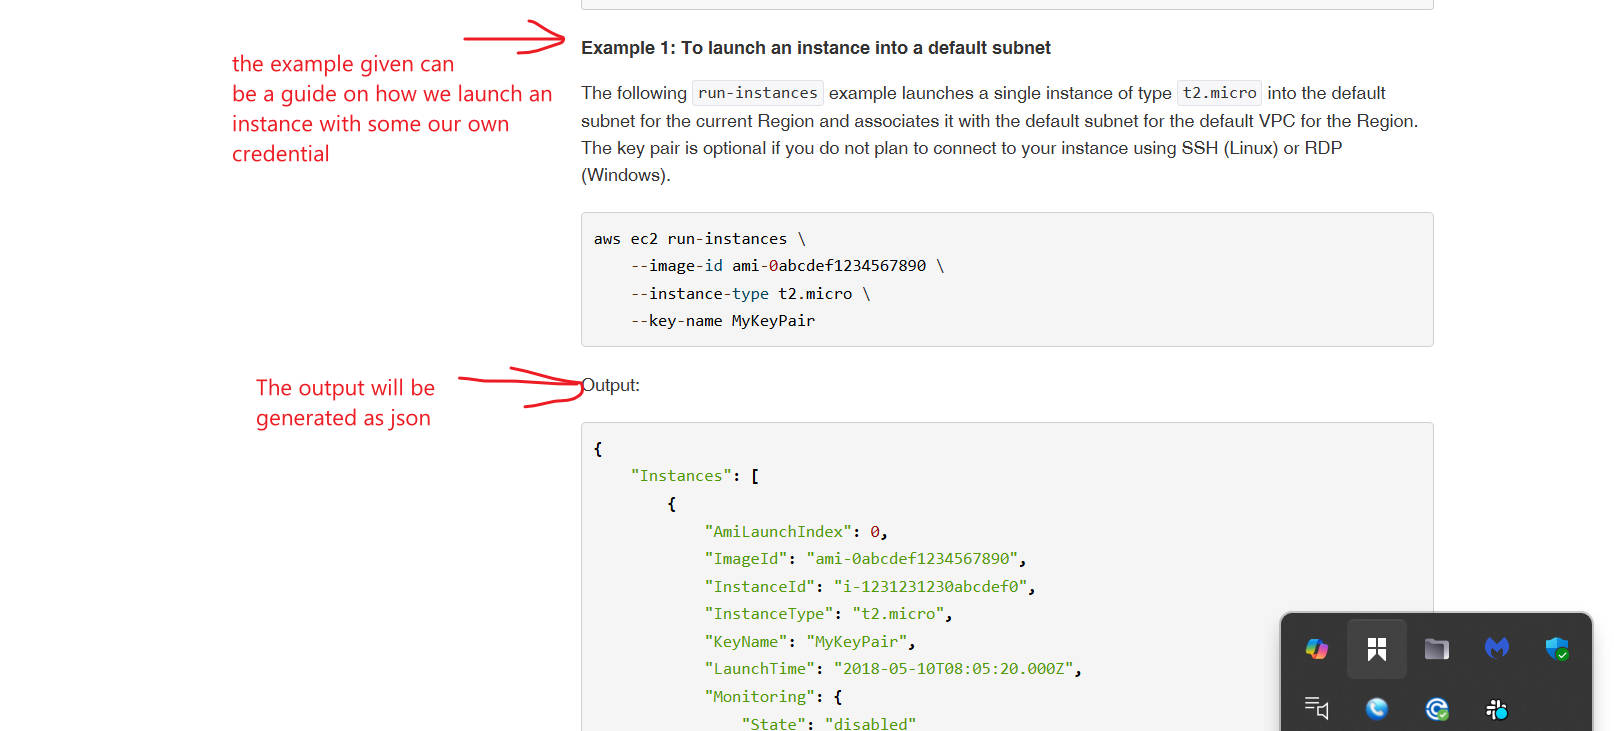 Example 1: To launch an instance into a default subnet
the example given can
be a guide on how we launch an
instance with some our own
credential
The following run-instances example launches a single instance of type t2.micro into the default
subnet for the current Region and associates it with the default subnet for the default VPC for the Region.
The key pair is optional if you do not plan to connect to your instance using SSH (Linux) or RDP
(Windows).
aws ec2 run-instances \
--image-id ami-0abcdef1234567890 \
--instance-type t2.micro \
--key-name MyKeyPair
The output will be
generated as json
Output:
{
"Instances": [
{
"AmiLaunchIndex": 0,
"ImageId": "ami-0abcdef1234567890",
"InstanceId": "i-1231231230abcdef0",
"InstanceType": "t2.micro",
"KeyName": "MyKeyPair",
"LaunchTime": "2018-05-10T08:05:20.000Z",
"Monitoring": {
"State": "disabled"